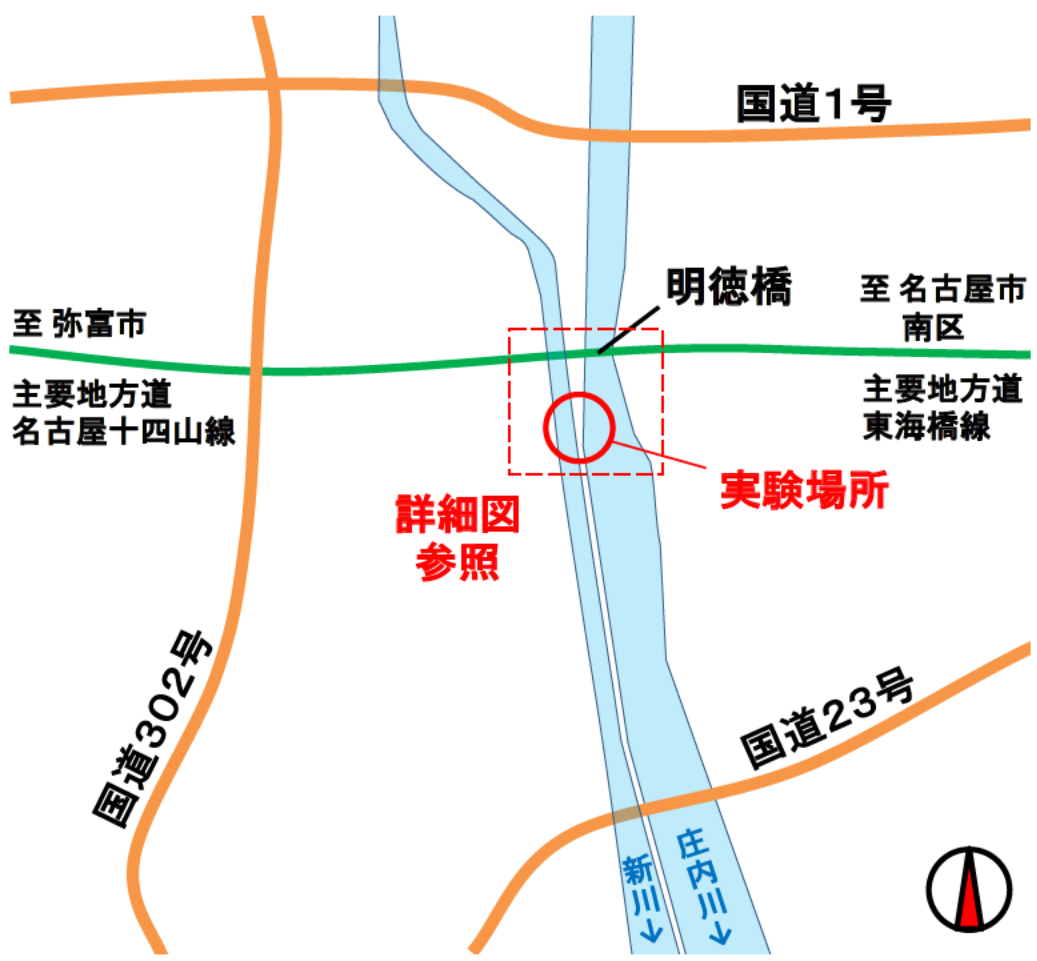 国道1号
明徳橋
至 名古屋市
南区
至 弥富市
主要地方道
名古屋十四山線
主要地方道
東海橋線
実験場所
詳細図
参照
国道302号
国道23号
新川→
庄内川→